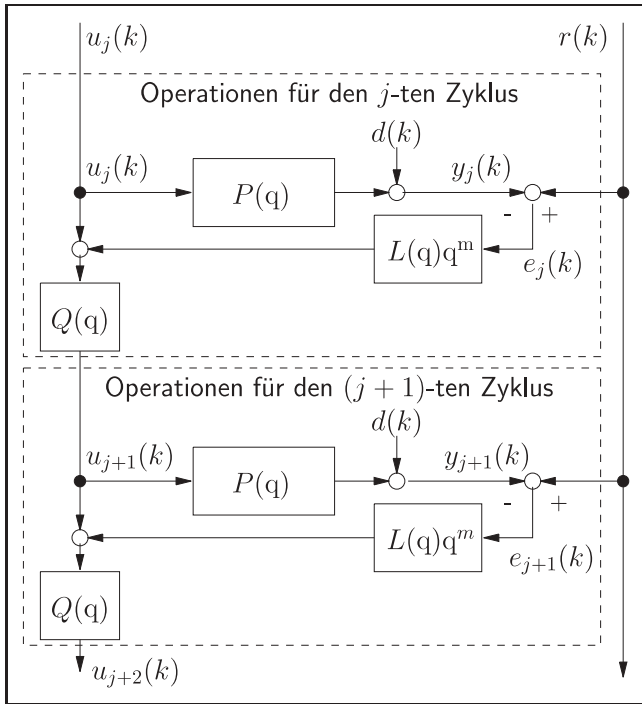 u_j(k) r(k)
Operationen für den j-ten Zyklus
d(k)
u_j(k) y_j(k)
P(q)
- +
L(q)q^m
e_j(k)
Q(q)
Operationen für den (j + 1)-ten Zyklus
d(k)
u_{j+1}(k) y_{j+1}(k)
P(q)
- +
L(q)q^m
e_{j+1}(k)
Q(q)
u_{j+2}(k)